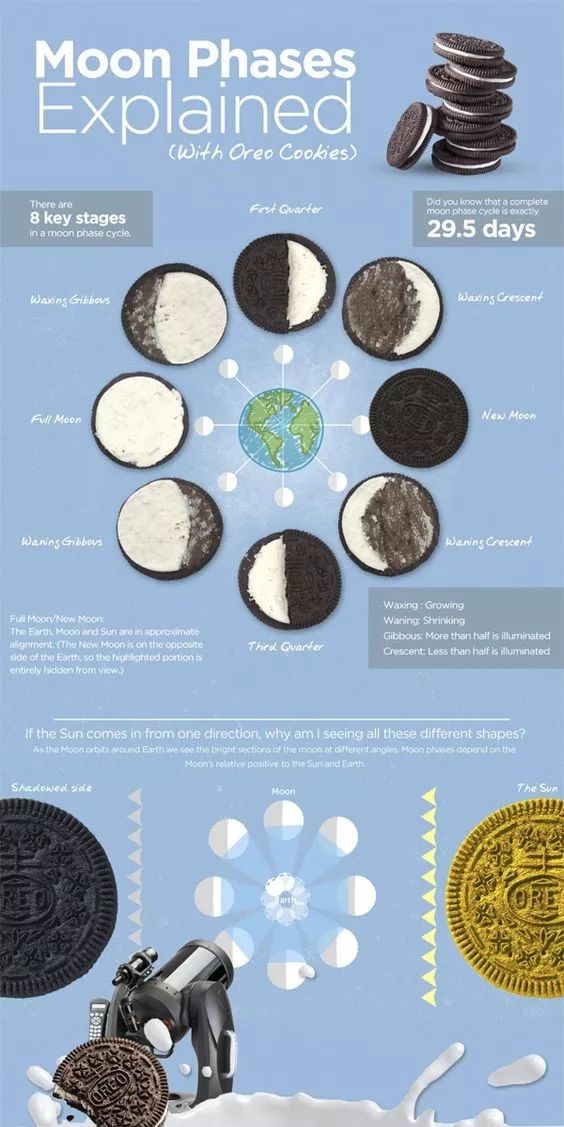 Moon Phases
Explained
(With Oreo Cookies)
There are
8 key stages
in a moon phase cycle.
First Quarter
Did you know that a complete
moon phase cycle is exactly
29.5 days
Waxing Gibbous
Waxing Crescent
Full Moon
New Moon
Waning Gibbous
Waning Crescent
Third Quarter
Full Moon/New Moon:
The Earth, Moon and Sun are in approximate
alignment. (The New Moon is on the opposite
side of the Earth, so the highlighted portion is
entirely hidden from view.)
Waxing : Growing
Waning: Shrinking
Gibbous: More than half is illuminated
Crescent: Less than half is illuminated
If the Sun comes in from one direction, why am i seeing all these different shapes?
As the Moon orbits around Earth we see the bright sections of the moon at different angles. Moon phases depend on the
Moon's relative positive to the Sun and Earth.
Shadowed side
Moon
The Sun
Earth
OREO